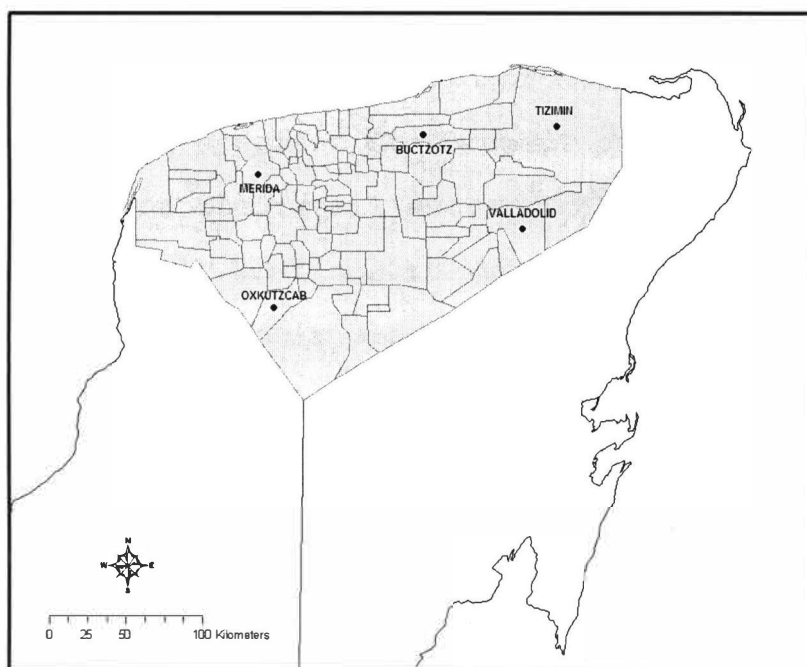 TIZIMIN
BUCTZOTZ
MERIDA
VALLADOLID
OXKUTZCAB
N
W E
S
0 25 50 100 Kilometers